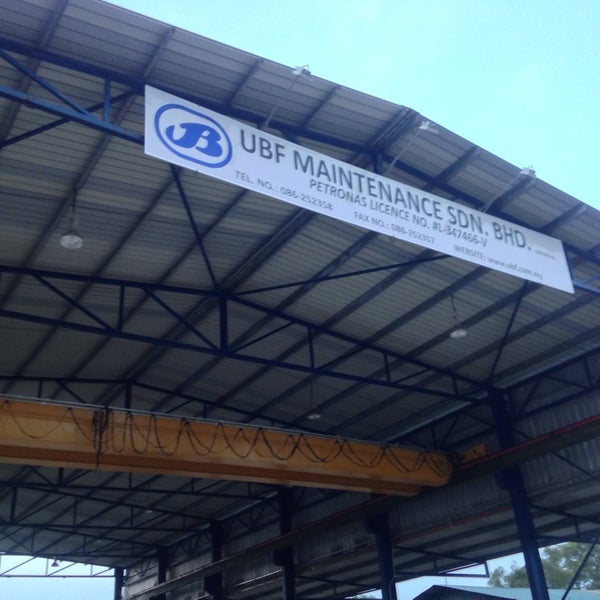 UBF MAINTENANCE SDN. BHD.
PETRONAS LICENCE NO. #L-347466-V
TEL. NO.: 086-252358 FAX NO.: 086-252357 WEBSITE: www.ubf.com.my